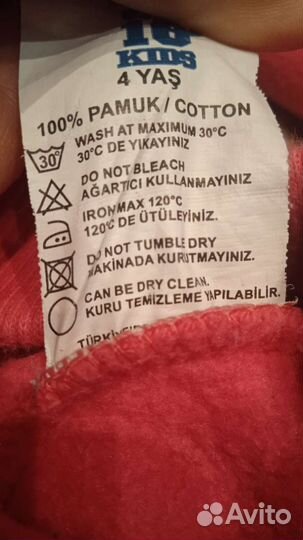 KIDS
4 YAŞ
100% PAMUK / COTTON
WASH AT MAXIMUM 30°C
30°C DE YIKAYINIZ
30°
DO NOT BLEACH
AĞARTICI KULLANMAYINIZ
IRON MAX 120°C
120°C DE ÜTÜLEYİNİZ.
DO NOT TUMBLE DRY
MAKİNADA KURUTMAYINIZ.
CAN BE DRY CLEAN.
KURU TEMİZLEME YAPILABİLİR.
Avito